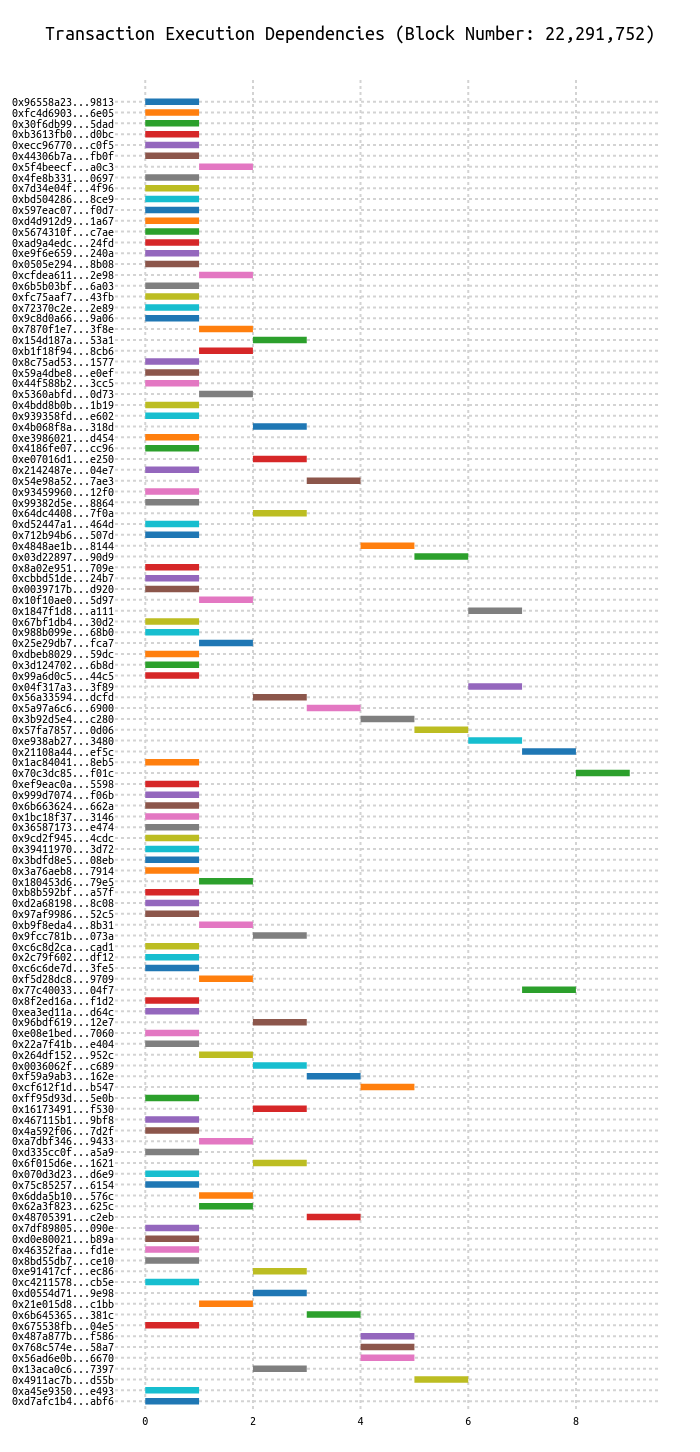 Transaction Execution Dependencies (Block Number: 22,291,752)
0x96558a23...9813
0xfc4d6903...6e05
0x30f6db99...5dad
0xb3613fb0...d0bc
0xecc96770...c0f5
0x44306b7a...fb0f
0x5f4beecf...a0c3
0x4fe8b331...0697
0x7d34e04f...4f96
0xbd504286...8ce9
0x597eac07...f0d7
0xd4d912d9...1a67
0x5674310f...c7ae
0xad9a4edc...24fd
0xe9f6e659...240a
0x0505e294...8b08
0xcfdea611...2e98
0x6b5b03bf...6a03
0xfc75aaf7...43fb
0x72370c2e...2e89
0x9c8d0a66...9a06
0x7870f1e7...3f8e
0x154d187a...53a1
0xb1f18f94...8cb6
0x8c75ad53...1577
0x59a4dbe8...e0ef
0x44f588b2...3cc5
0x5360abfd...0d73
0x4bdd8b0b...1b19
0x939358fd...e602
0x4b068f8a...318d
0xe3986021...d454
0x4186fe07...cc96
0xe07016d1...e250
0x2142487e...04e7
0x54e98a52...7ae3
0x93459960...12f0
0x99382d5e...8864
0x64dc4408...7f0a
0xd52447a1...464d
0x712b94b6...507d
0x4848ae1b...8144
0x03d22897...90d9
0x8a02e951...709e
0xcbbd51de...24b7
0x0039717b...d920
0x10f10ae0...5d97
0x1847f1d8...a111
0x67bf1db4...30d2
0x988b099e...68b0
0x25e29db7...fca7
0xdbeb8029...59dc
0x3d124702...6b8d
0x99a6d0c5...44c5
0x04f317a3...3f89
0x56a33594...dcfd
0x5a97a6c6...6900
0x3b92d5e4...c280
0x57fa7857...0d06
0xe938ab27...3480
0x21108a44...ef5c
0x1ac84041...8eb5
0x70c3dc85...f01c
0xef9eac0a...5598
0x999d7074...f06b
0x6b663624...662a
0x1bc18f37...3146
0x36587173...e474
0x9cd2f945...4cdc
0x39411970...3d72
0x3bdfd8e5...08eb
0x3a76aeb8...7914
0x180453d6...79e5
0xb8b592bf...a57f
0xd2a68198...8c08
0x97af9986...52c5
0xb9f8eda4...8b31
0x9fcc781b...073a
0xc6c8d2ca...cad1
0x2c79f602...df12
0xc6c6de7d...3fe5
0xf5d28dc8...9709
0x77c40033...04f7
0x8f2ed16a...f1d2
0xea3ed11a...d64c
0x96bdf619...12e7
0xe08e1bed...7060
0x22a7f41b...e404
0x264df152...952c
0x0036062f...c689
0xf59a9ab3...162e
0xcf612f1d...b547
0xff95d93d...5e0b
0x16173491...f530
0x467115b1...9bf8
0x4a592f06...7d2f
0xa7dbf346...9433
0xd335cc0f...a5a9
0x6f015d6e...1621
0x070d3d23...d6e9
0x75c85257...6154
0x6dda5b10...576c
0x62a3f823...625c
0x48705391...c2eb
0x7df89805...090e
0xd0e80021...b89a
0x46352faa...fd1e
0x8bd55db7...ce10
0xe91417cf...ec86
0xc4211578...cb5e
0xd0554d71...9e98
0x21e015d8...c1bb
0x6b645365...381c
0x675538fb...04e5
0x487a877b...f586
0x768c574e...58a7
0x56ad6e0b...6670
0x13aca0c6...7397
0x4911ac7b...d55b
0xa45e9350...e493
0xd7afc1b4...abf6
0 2 4 6 8